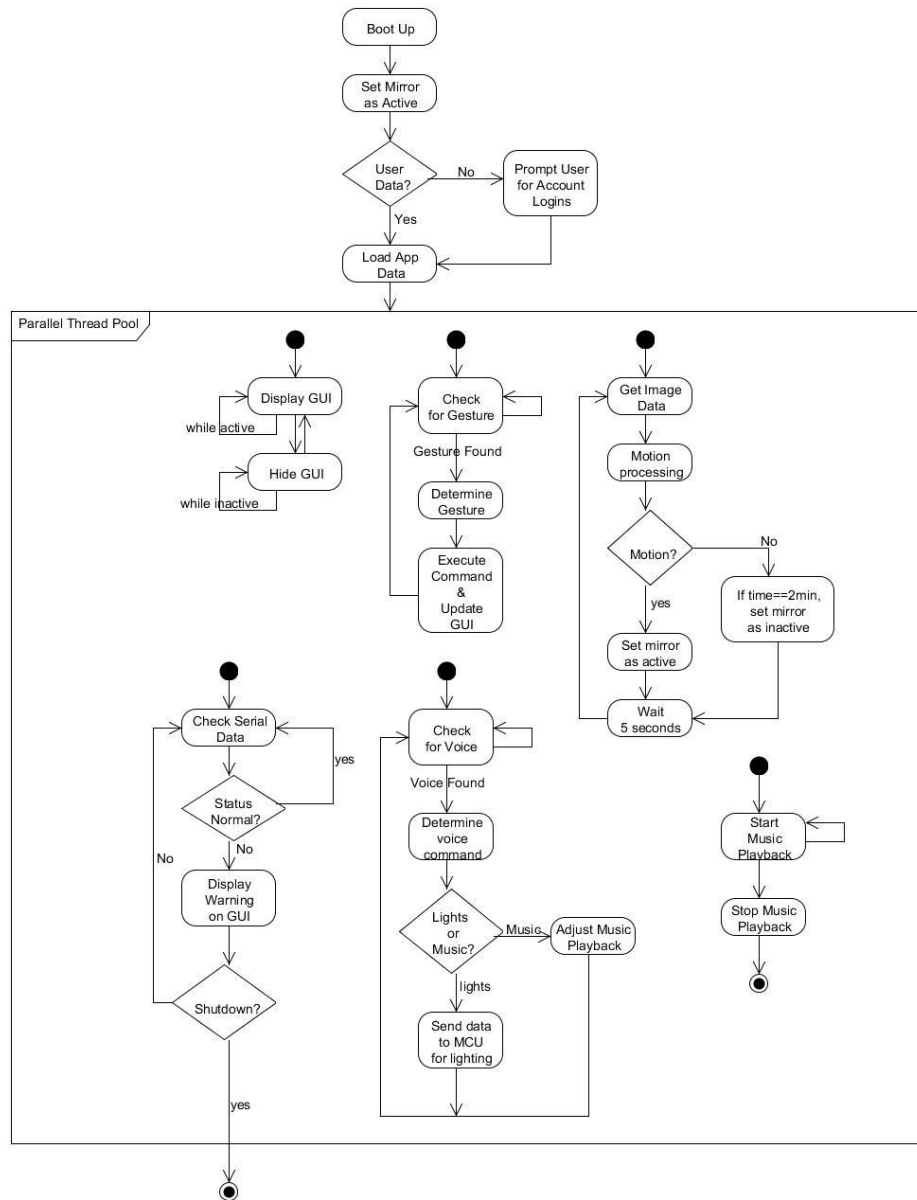 Boot Up
Set Mirror
as Active
User
Data?
No
Prompt User
for Account
Logins
Yes
Load App
Data
Parallel Thread Pool
Display GUI
while active
Hide GUI
while inactive
Check
for Gesture
Gesture Found
Determine
Gesture
Execute
Command
&
Update
GUI
Get Image
Data
Motion
processing
Motion?
No
If time==2min,
set mirror
as inactive
yes
Set mirror
as active
Wait
5 seconds
Check Serial
Data
yes
Status
Normal?
No
No
Display
Warning
on GUI
Shutdown?
yes
Check
for Voice
Voice Found
Determine
voice
command
Lights
or
Music?
Music
Adjust Music
Playback
lights
Send data
to MCU
for lighting
Start
Music
Playback
Stop Music
Playback